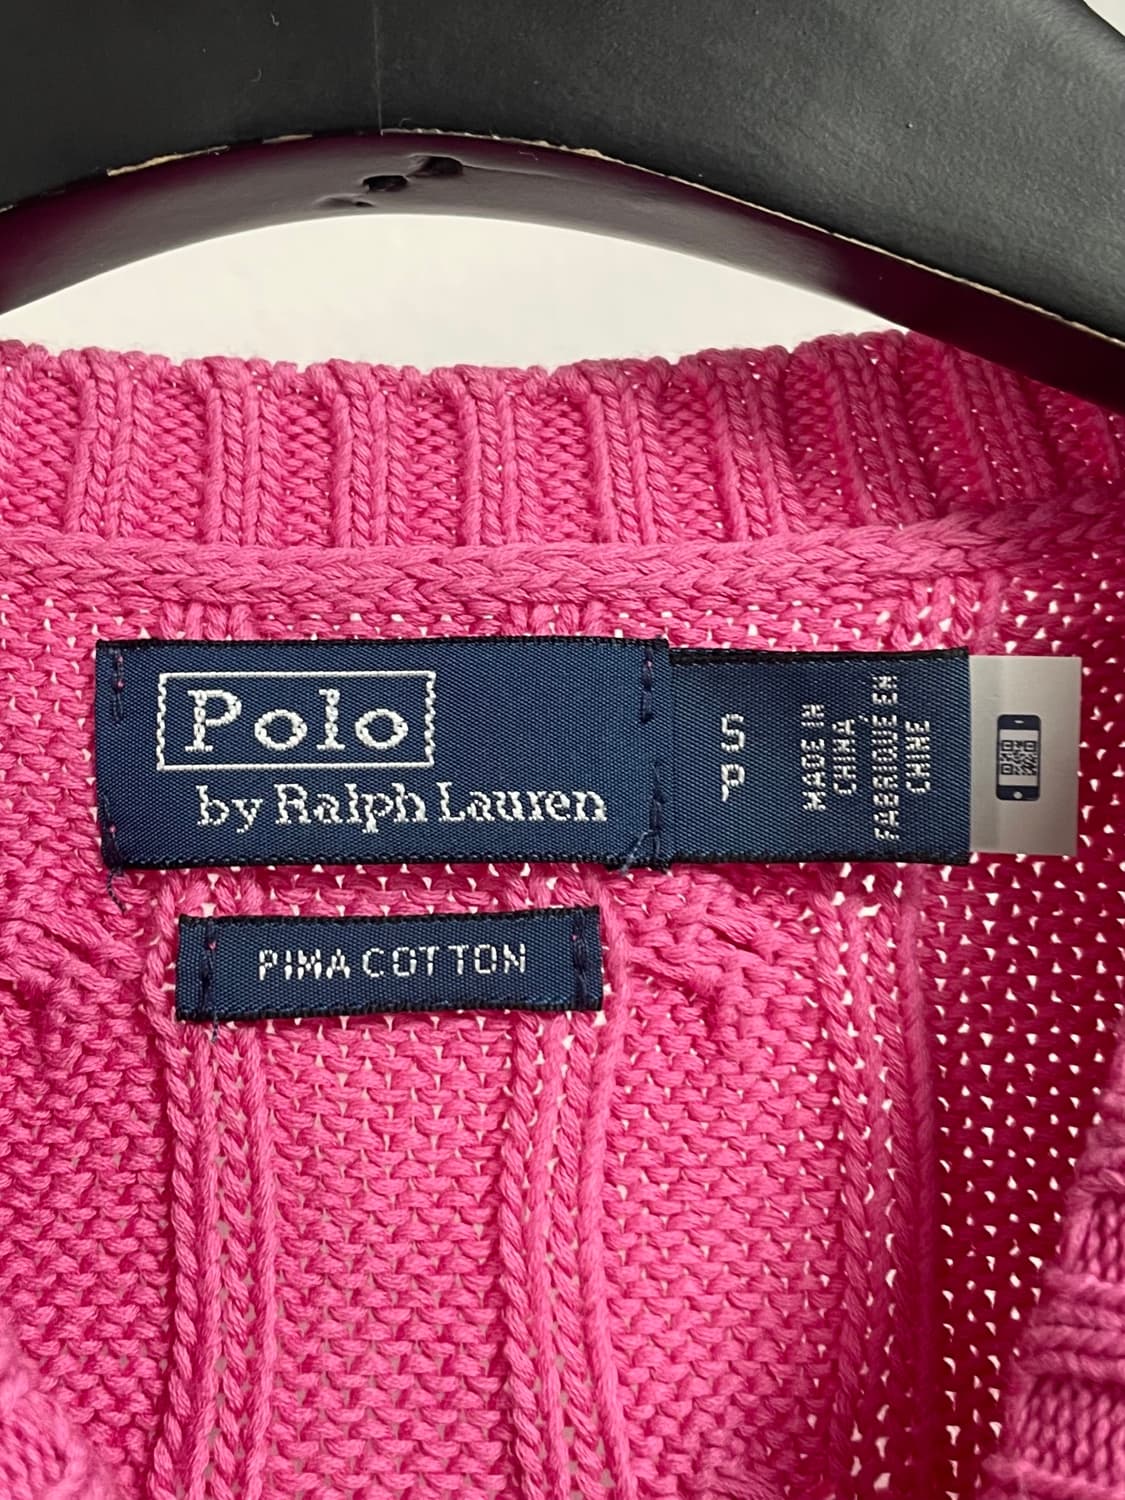 Polo
by Ralph Lauren
S
P
MADE IN
CHINA
FABRIQUÉ EN
CHINE
PIMA COTTON